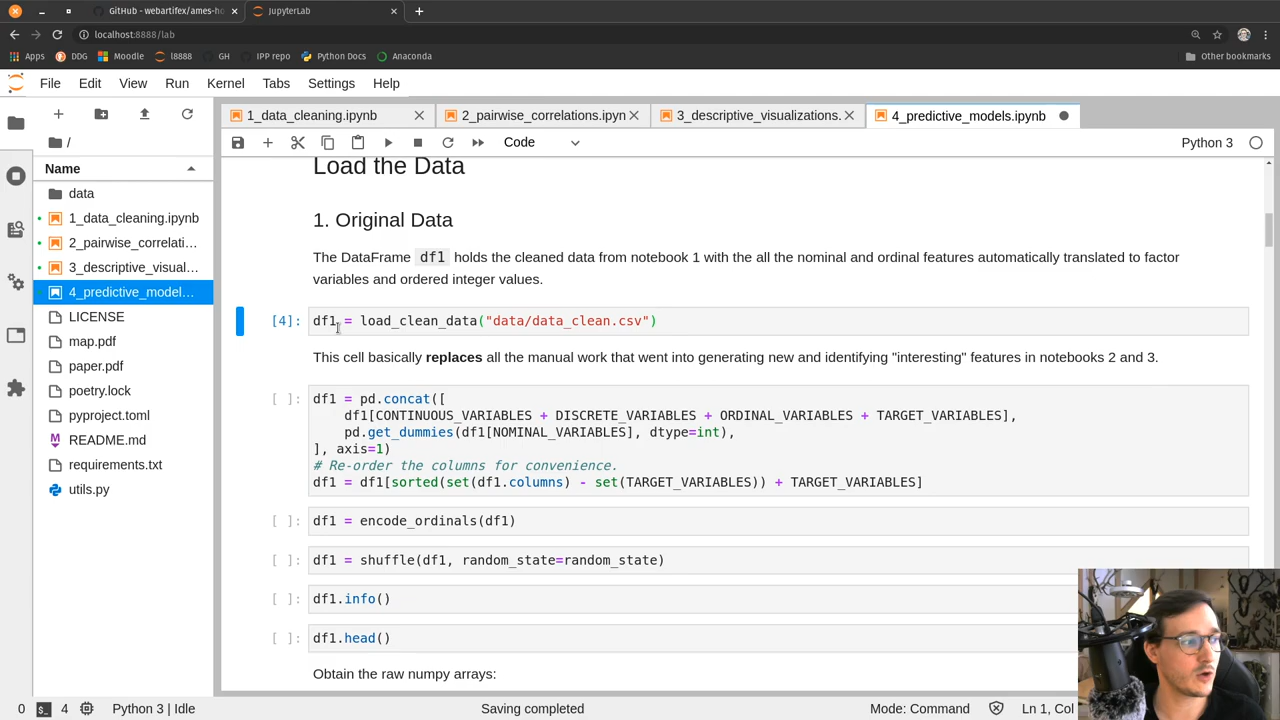 GitHub - webartifex/ames-ho
JupyterLab
localhost:8888/lab
Apps
DDG
Moodle
l8888
GH
IPP repo
Python Docs
Anaconda
Other bookmarks
File
Edit
View
Run
Kernel
Tabs
Settings
Help
1_data_cleaning.ipynb
2_pairwise_correlations.ipyn
3_descriptive_visualizations.
4_predictive_models.ipynb
/
Code
Python 3
Name
data
1_data_cleaning.ipynb
2_pairwise_correlati…
3_descriptive_visual…
4_predictive_model…
LICENSE
map.pdf
paper.pdf
poetry.lock
pyproject.toml
README.md
requirements.txt
utils.py
Load the Data
1. Original Data
The DataFrame df1 holds the cleaned data from notebook 1 with the all the nominal and ordinal features automatically translated to factor
variables and ordered integer values.
[4]: df1 = load_clean_data("data/data_clean.csv")
This cell basically replaces all the manual work that went into generating new and identifying "interesting" features in notebooks 2 and 3.
[ ]: df1 = pd.concat([
df1[CONTINUOUS_VARIABLES + DISCRETE_VARIABLES + ORDINAL_VARIABLES + TARGET_VARIABLES],
pd.get_dummies(df1[NOMINAL_VARIABLES], dtype=int),
], axis=1)
# Re-order the columns for convenience.
df1 = df1[sorted(set(df1.columns) - set(TARGET_VARIABLES)) + TARGET_VARIABLES]
[ ]: df1 = encode_ordinals(df1)
[ ]: df1 = shuffle(df1, random_state=random_state)
[ ]: df1.info()
[ ]: df1.head()
Obtain the raw numpy arrays:
0
4
Python 3 | Idle
Saving completed
Mode: Command
Ln 1, Col